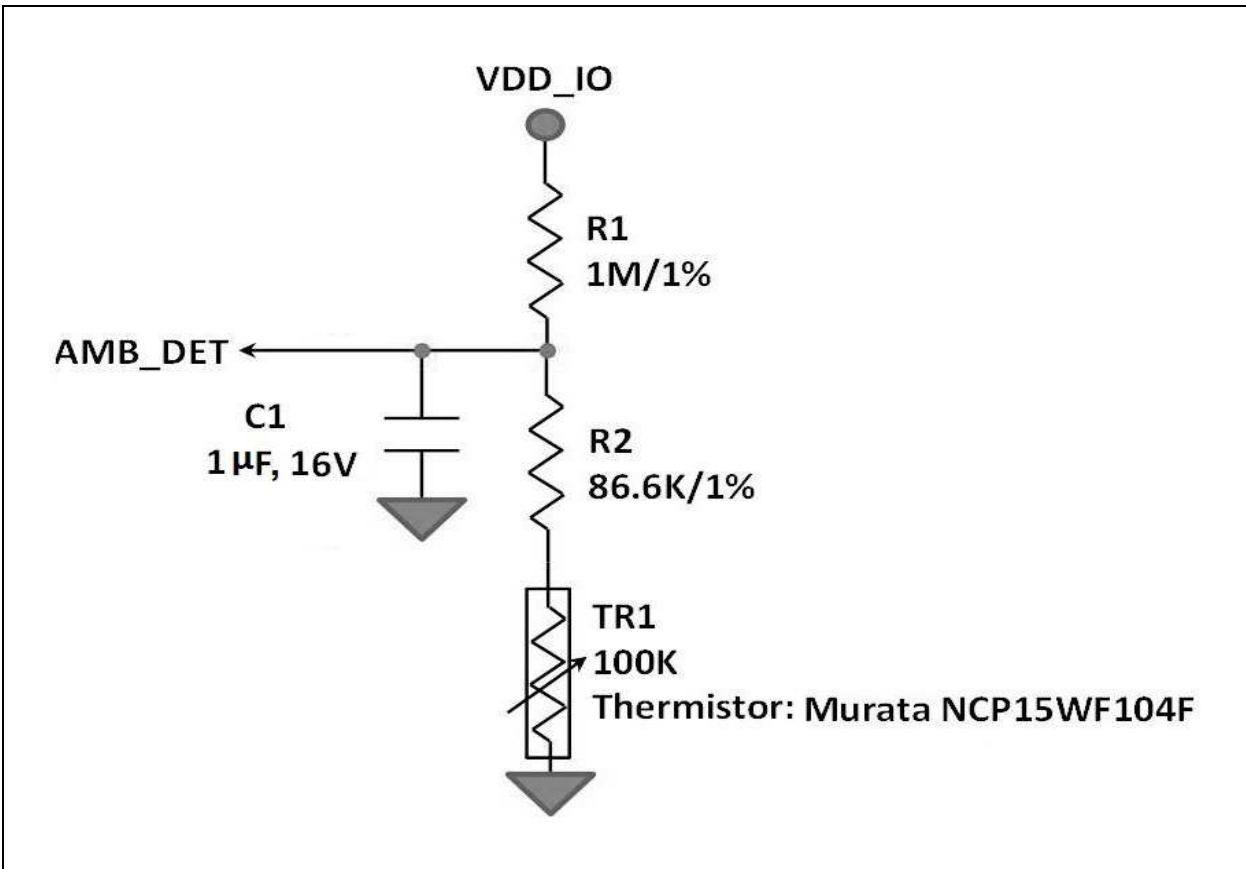 VDD_IO
R1
1M/1%
AMB_DET
C1
1µF, 16V
R2
86.6K/1%
TR1
100K
Thermistor: Murata NCP15WF104F